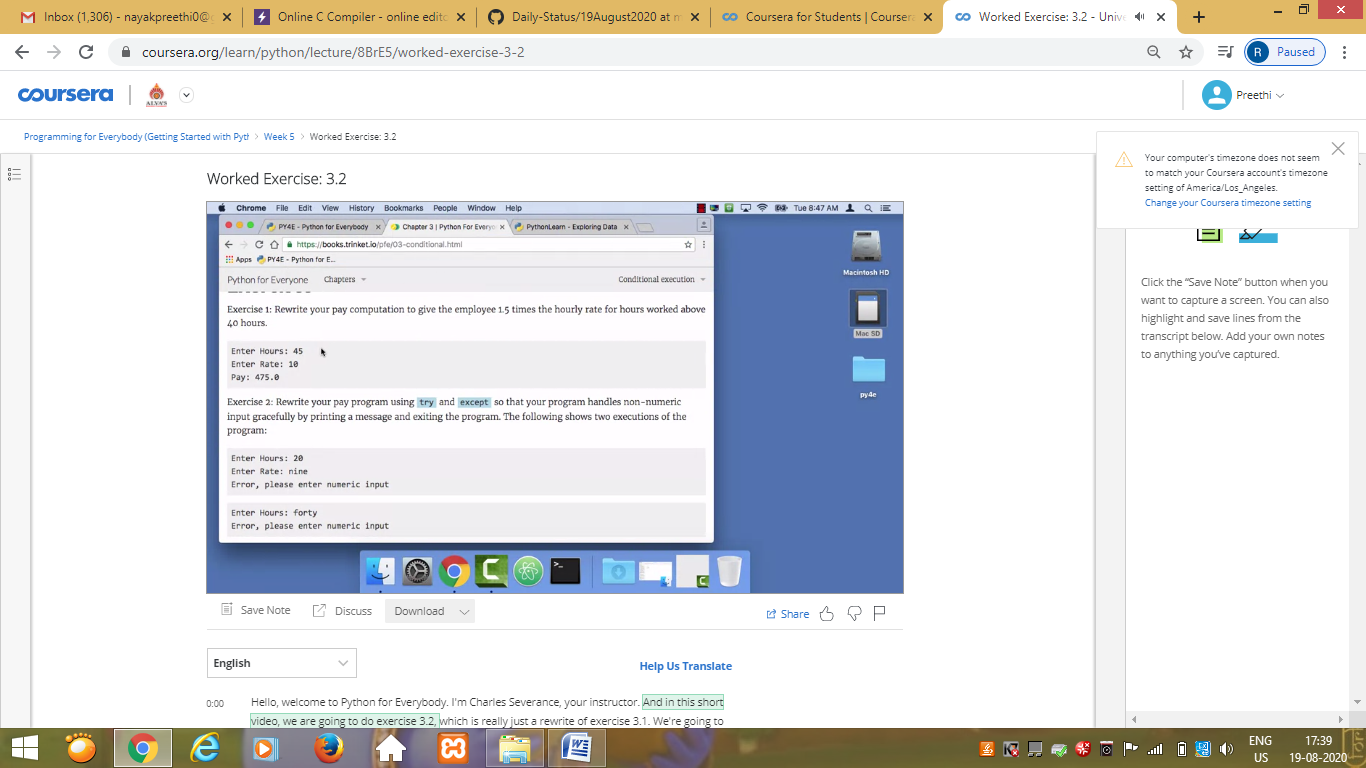 Inbox (1,306) - nayakpreethi0@g
Online C Compiler - online edito
Daily-Status/19August2020 at m
Coursera for Students | Coursera
Worked Exercise: 3.2 - Unive
coursera.org/learn/python/lecture/8BrE5/worked-exercise-3-2
R Paused
coursera
ALVA'S
Preethi
Programming for Everybody (Getting Started with Pyth > Week 5 > Worked Exercise: 3.2
Your computer's timezone does not seem
to match your Coursera account's timezone
setting of America/Los_Angeles.
Change your Coursera timezone setting
Worked Exercise: 3.2
Chrome File Edit View History Bookmarks People Window Help
Tue 8:47 AM
PY4E - Python for Everybody
Chapter 3 | Python For Everyo
PythonLearn - Exploring Data
https://books.trinket.io/pfe/03-conditional.html
Apps PY4E - Python for E...
Python for Everyone Chapters Conditional execution
Exercise 1: Rewrite your pay computation to give the employee 1.5 times the hourly rate for hours worked above
40 hours.
Enter Hours: 45
Enter Rate: 10
Pay: 475.0
Exercise 2: Rewrite your pay program using try and except so that your program handles non-numeric
input gracefully by printing a message and exiting the program. The following shows two executions of the
program:
Enter Hours: 20
Enter Rate: nine
Error, please enter numeric input
Enter Hours: forty
Error, please enter numeric input
Macintosh HD
Mac SD
py4e
Click the “Save Note” button when you
want to capture a screen. You can also
highlight and save lines from the
transcript below. Add your own notes
to anything you’ve captured.
Save Note Discuss Download
Share
English
Help Us Translate
0:00 Hello, welcome to Python for Everybody. I'm Charles Severance, your instructor. And in this short
video, we are going to do exercise 3.2, which is really just a rewrite of exercise 3.1. We're going to
ENG 17:39
US 19-08-2020